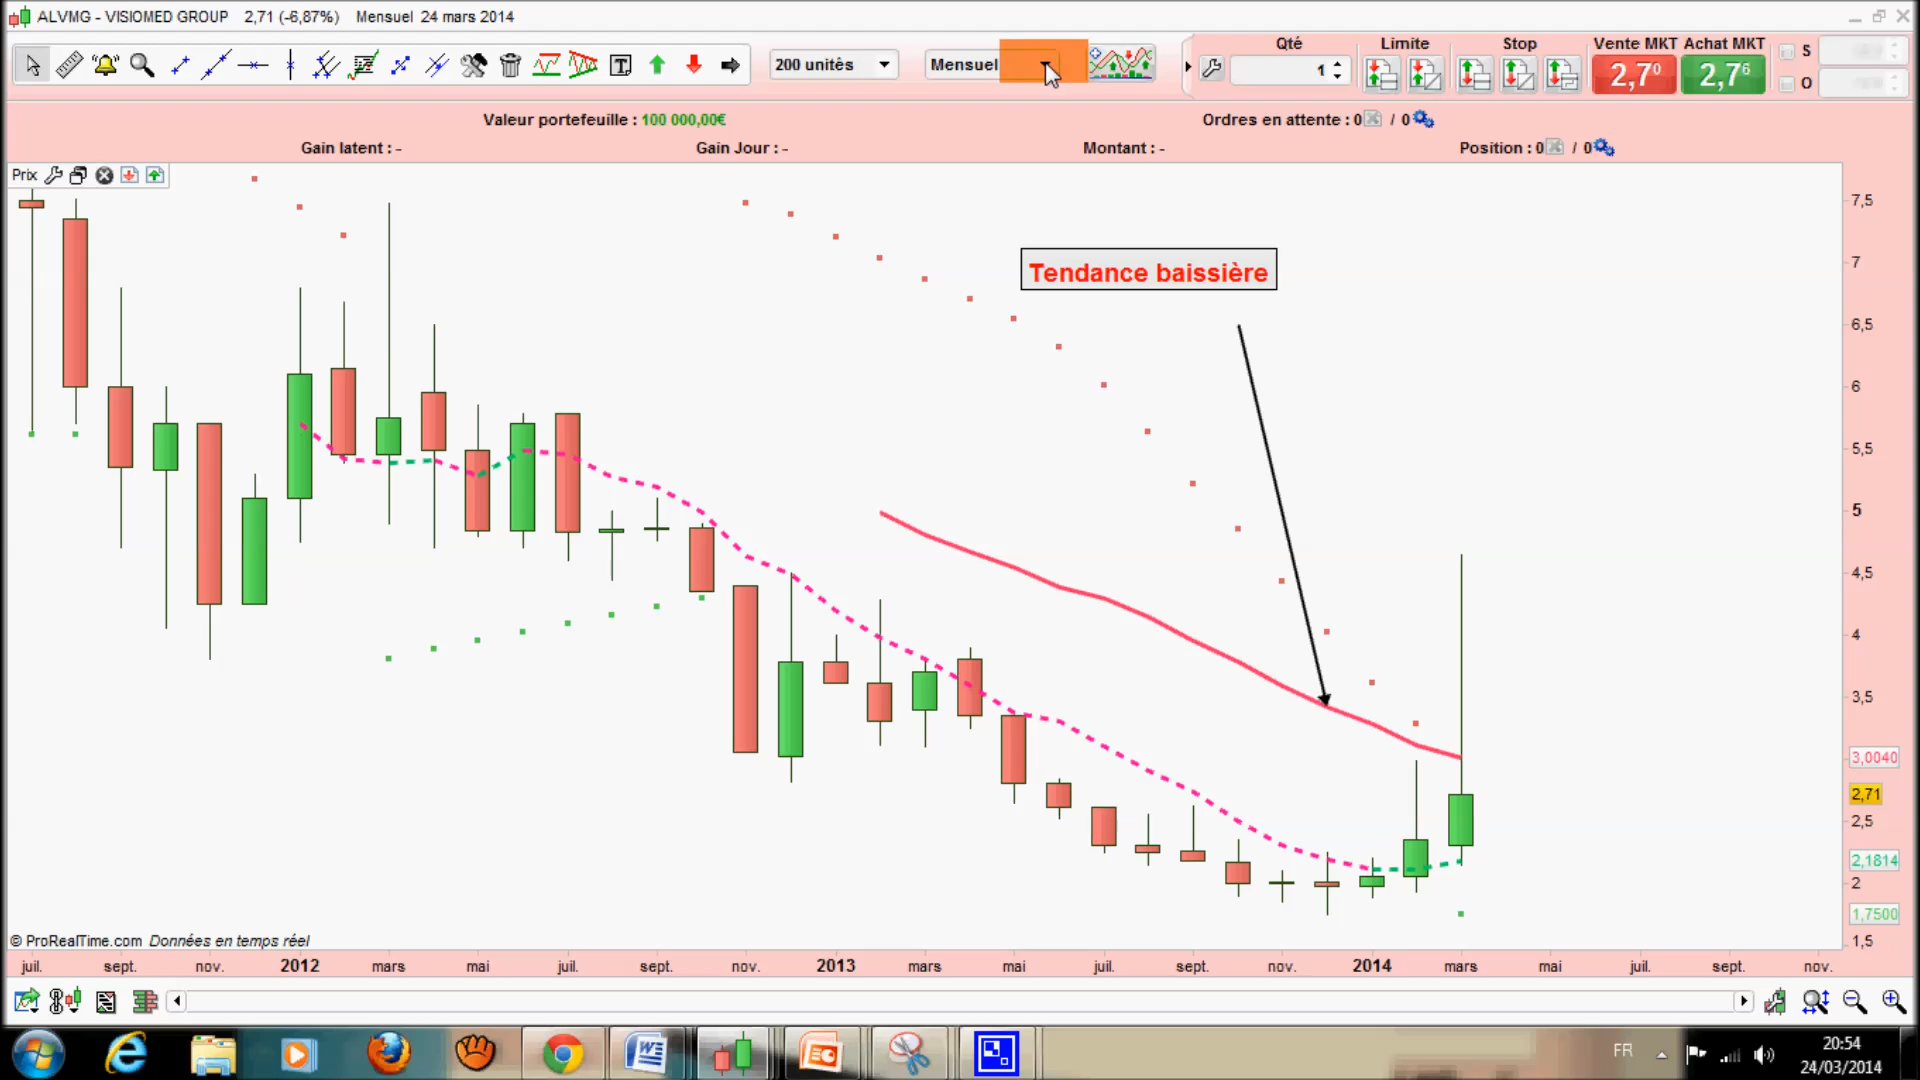 ALVMG - VISIOMED GROUP 2,71 (-6,87%) Mensuel 24 mars 2014
200 unités
Mensuel
Qté
1
Limite
Stop
Vente MKT Achat MKT
2,7⁰ 2,7⁶
S
O
Valeur portefeuille : 100 000,00€
Ordres en attente : 0 / 0
Gain latent : -
Gain Jour : -
Montant : -
Position : 0 / 0
Prix
Tendance baissière
7,5
7
6,5
6
5,5
5
4,5
4
3,5
3,0040
2,71
2,5
2,1814
2
1,7500
1,5
© ProRealTime.com Données en temps réel
juil. sept. nov. 2012 mars mai juil. sept. nov. 2013 mars mai juil. sept. nov. 2014 mars mai juil. sept. nov.
FR
20:54
24/03/2014